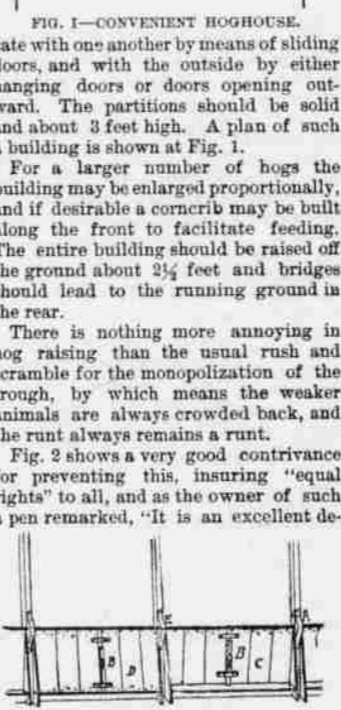 FIG. I—CONVENIENT HOGHOUSE.
cate with one another by means of sliding
doors, and with the outside by either
hanging doors or doors opening out-
ward. The partitions should be solid
and about 3 feet high. A plan of such
a building is shown at Fig. 1.
For a larger number of hogs the
building may be enlarged proportionally,
and if desirable a corncrib may be built
along the front to facilitate feeding.
The entire building should be raised off
the ground about 2¼ feet and bridges
should lead to the running ground in
the rear.
There is nothing more annoying in
hog raising than the usual rush and
scramble for the monopolization of the
trough, by which means the weaker
animals are always crowded back, and
the runt always remains a runt.
Fig. 2 shows a very good contrivance
for preventing this, insuring "equal
rights" to all, and as the owner of such
a pen remarked, "It is an excellent de-
E A
B D B C